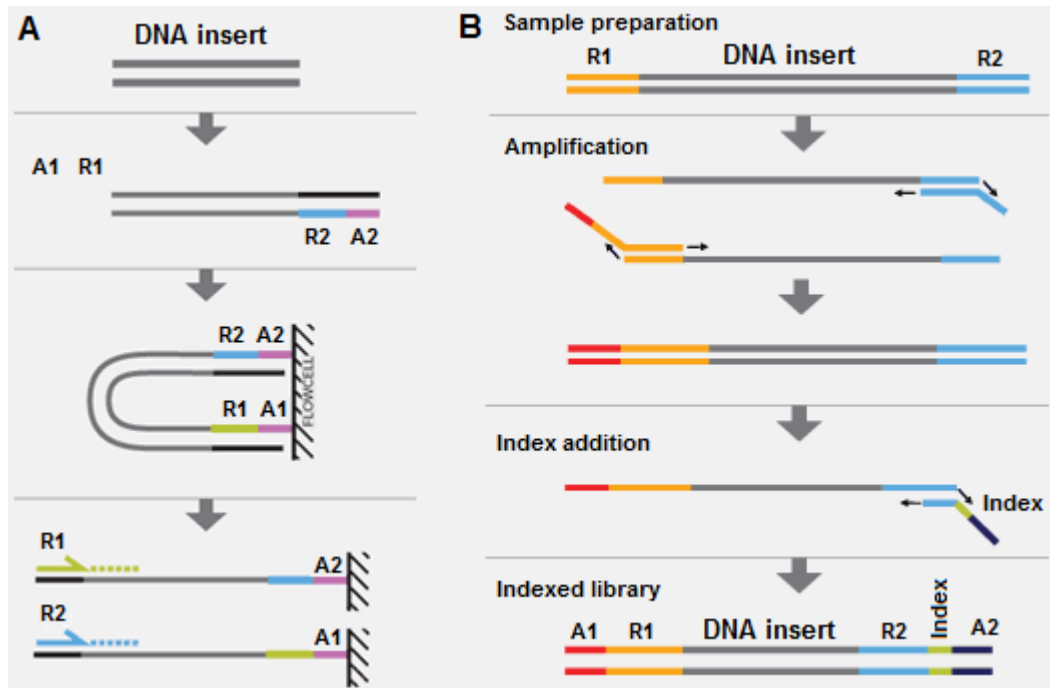 A
DNA insert
A1 R1
R2 A2
R2 A2
R1 A1
FLOWCELL
R1
A2
R2
A1
B
Sample preparation
R1 DNA insert R2
Amplification
Index addition
Index
Indexed library
A1 R1 DNA insert R2 Index A2